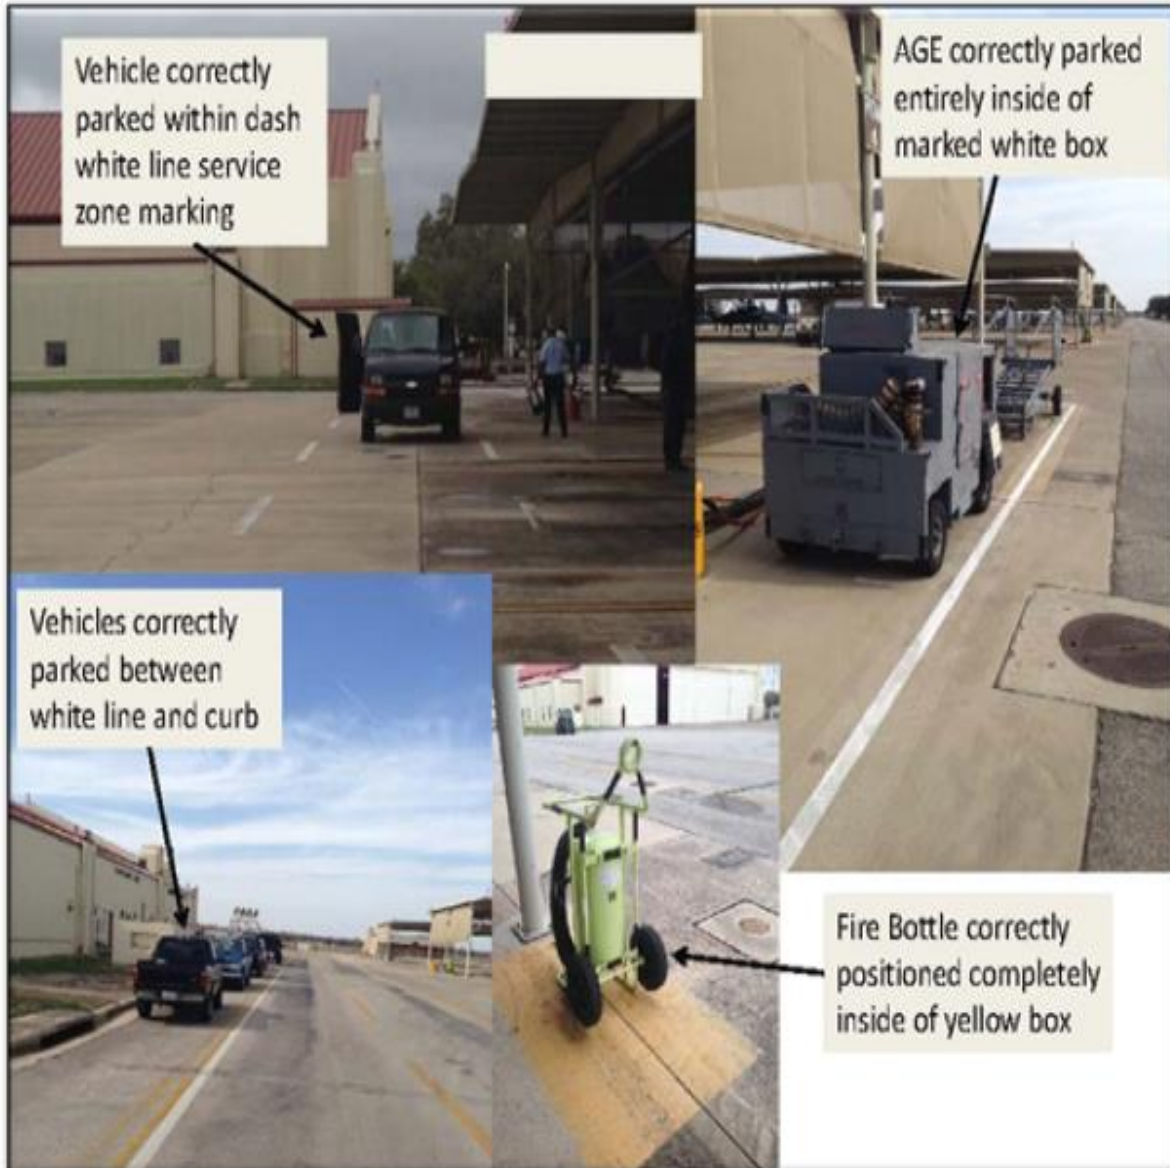 Vehicle correctly
parked within dash
white line service
zone marking
AGE correctly parked
entirely inside of
marked white box
Vehicles correctly
parked between
white line and curb
Fire Bottle correctly
positioned completely
inside of yellow box